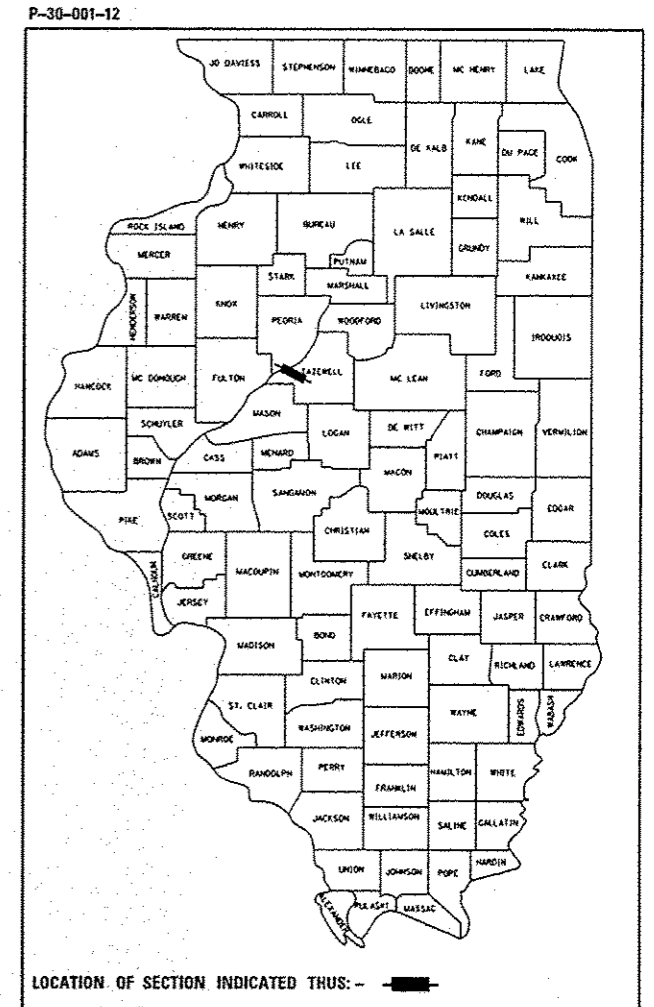 P-30-001-12
JO DAVIESS STEPHENSON WINNEBAGO BOONE MC HENRY LAKE
CARROLL OGLE
DE KALB KANE DU PAGE COOK
WHITESIDE LEE
KENDALL WILL
ROCK ISLAND HENRY BUREAU LA SALLE GRUNDY
MERCER PUTNAM
STARK MARSHALL KANKAKEE
HENDERSON WARREN KNOX PEORIA WOODFORD LIVINGSTON IROQUOIS
HANCOCK MC DONOUGH FULTON TAZEWELL MC LEAN FORD
MASON
SCHUYLER LOGAN DE WITT CHAMPAIGN VERMILION
ADAMS BROWN CASS MENARD PIATT
MACON
MORGAN SANGAMON DOUGLAS EDGAR
PIKE SCOTT MOULTRIE
CHRISTIAN COLES
SHELBY
GREENE MACOUPIN MONTGOMERY CUMBERLAND CLARK
CALHOUN
JERSEY FAYETTE EFFINGHAM JASPER CRAWFORD
BOND
MADISON CLAY RICHLAND LAWRENCE
CLINTON MARION
ST. CLAIR WAYNE EDWARDS WABASH
WASHINGTON
MONROE JEFFERSON
RANDOLPH PERRY HAMILTON WHITE
FRANKLIN
JACKSON WILLIAMSON SALINE GALLATIN
UNION JOHNSON POPE HARDIN
ALEXANDER PULASKI MASSAC
LOCATION OF SECTION INDICATED THUS: -